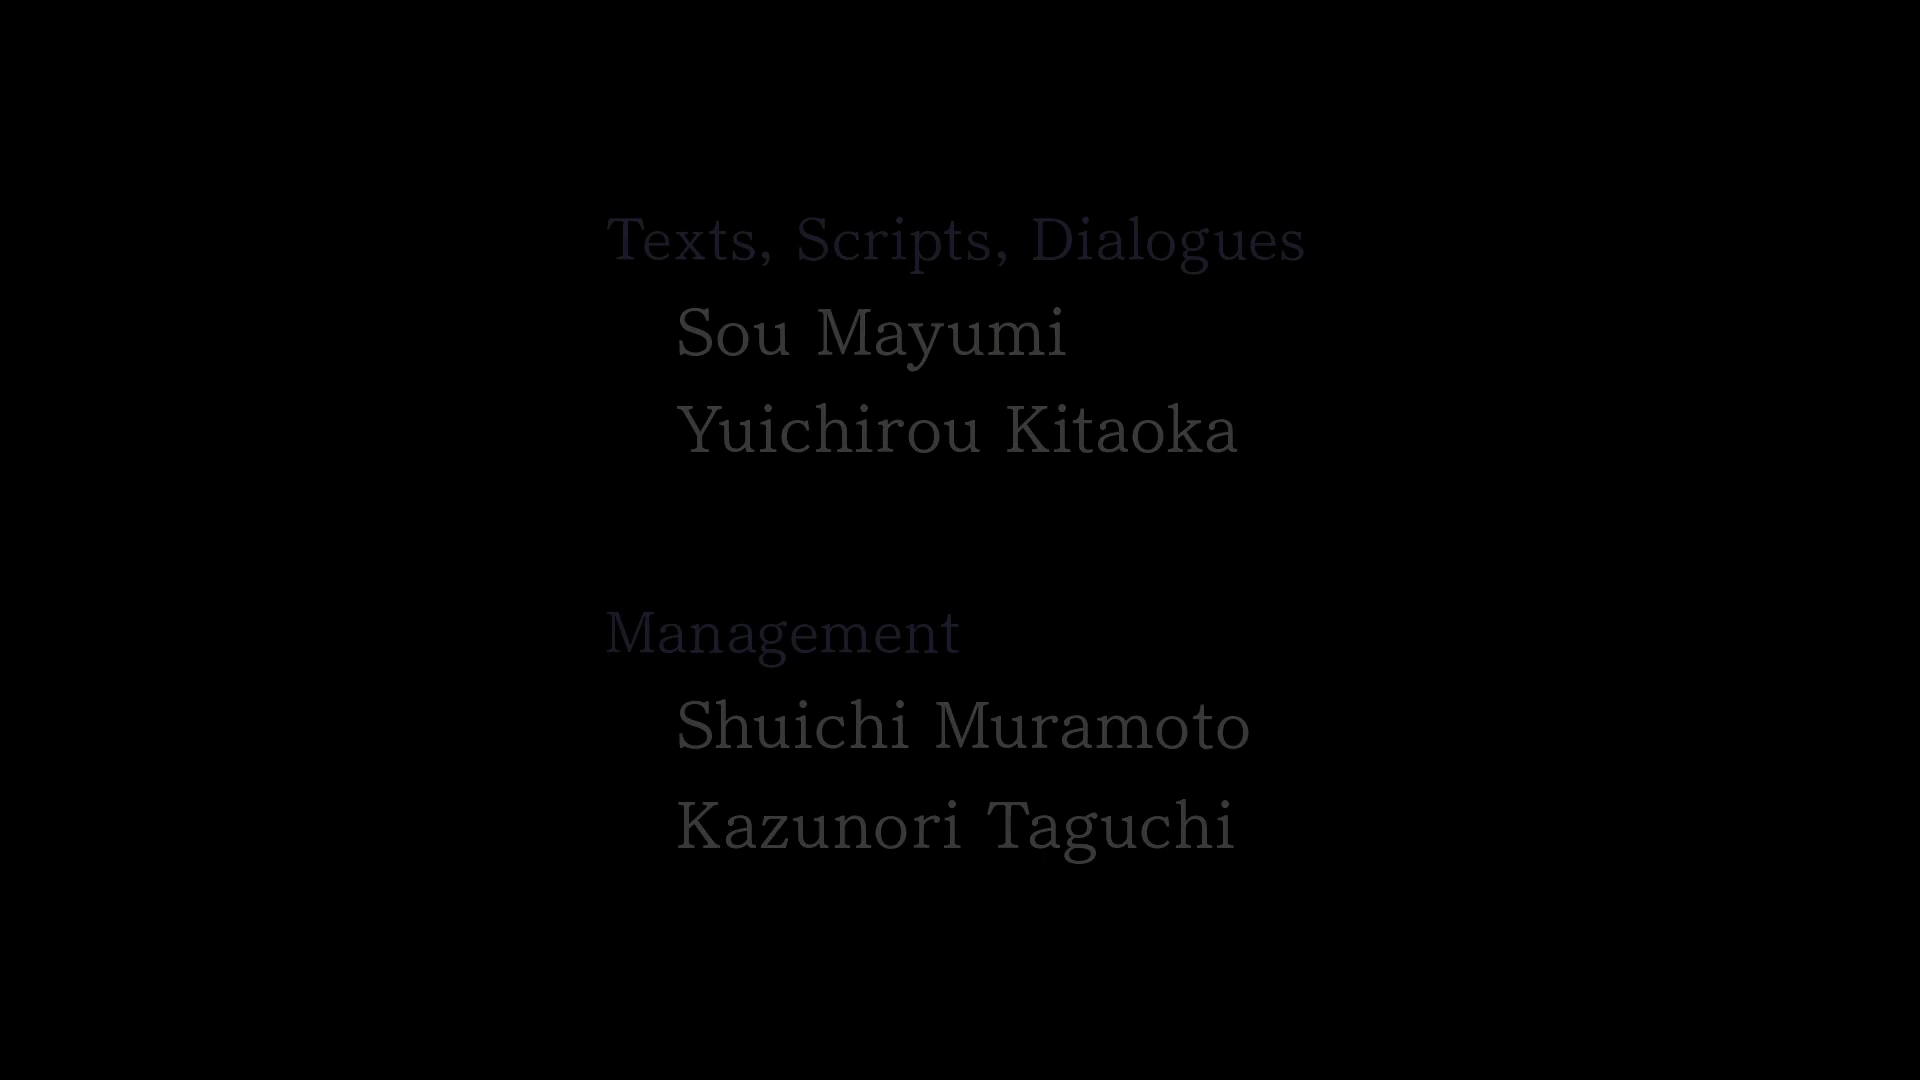 Texts, Scripts, Dialogues
Sou Mayumi
Yuichirou Kitaoka
Management
Shuichi Muramoto
Kazunori Taguchi